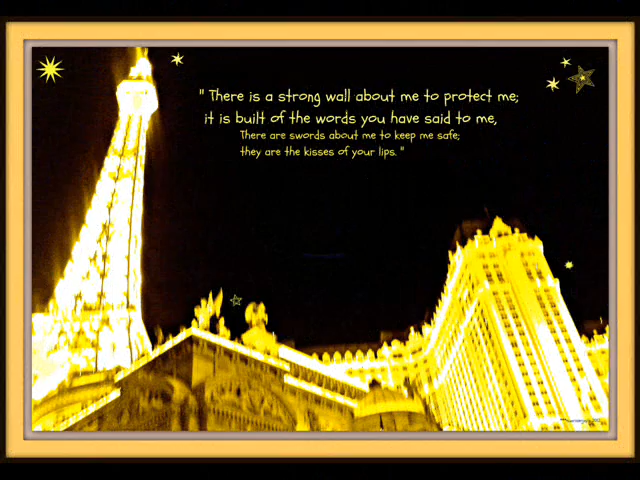 " There is a strong wall about me to protect me;
it is built of the words you have said to me,
There are swords about me to keep me safe;
they are the kisses of your lips. "